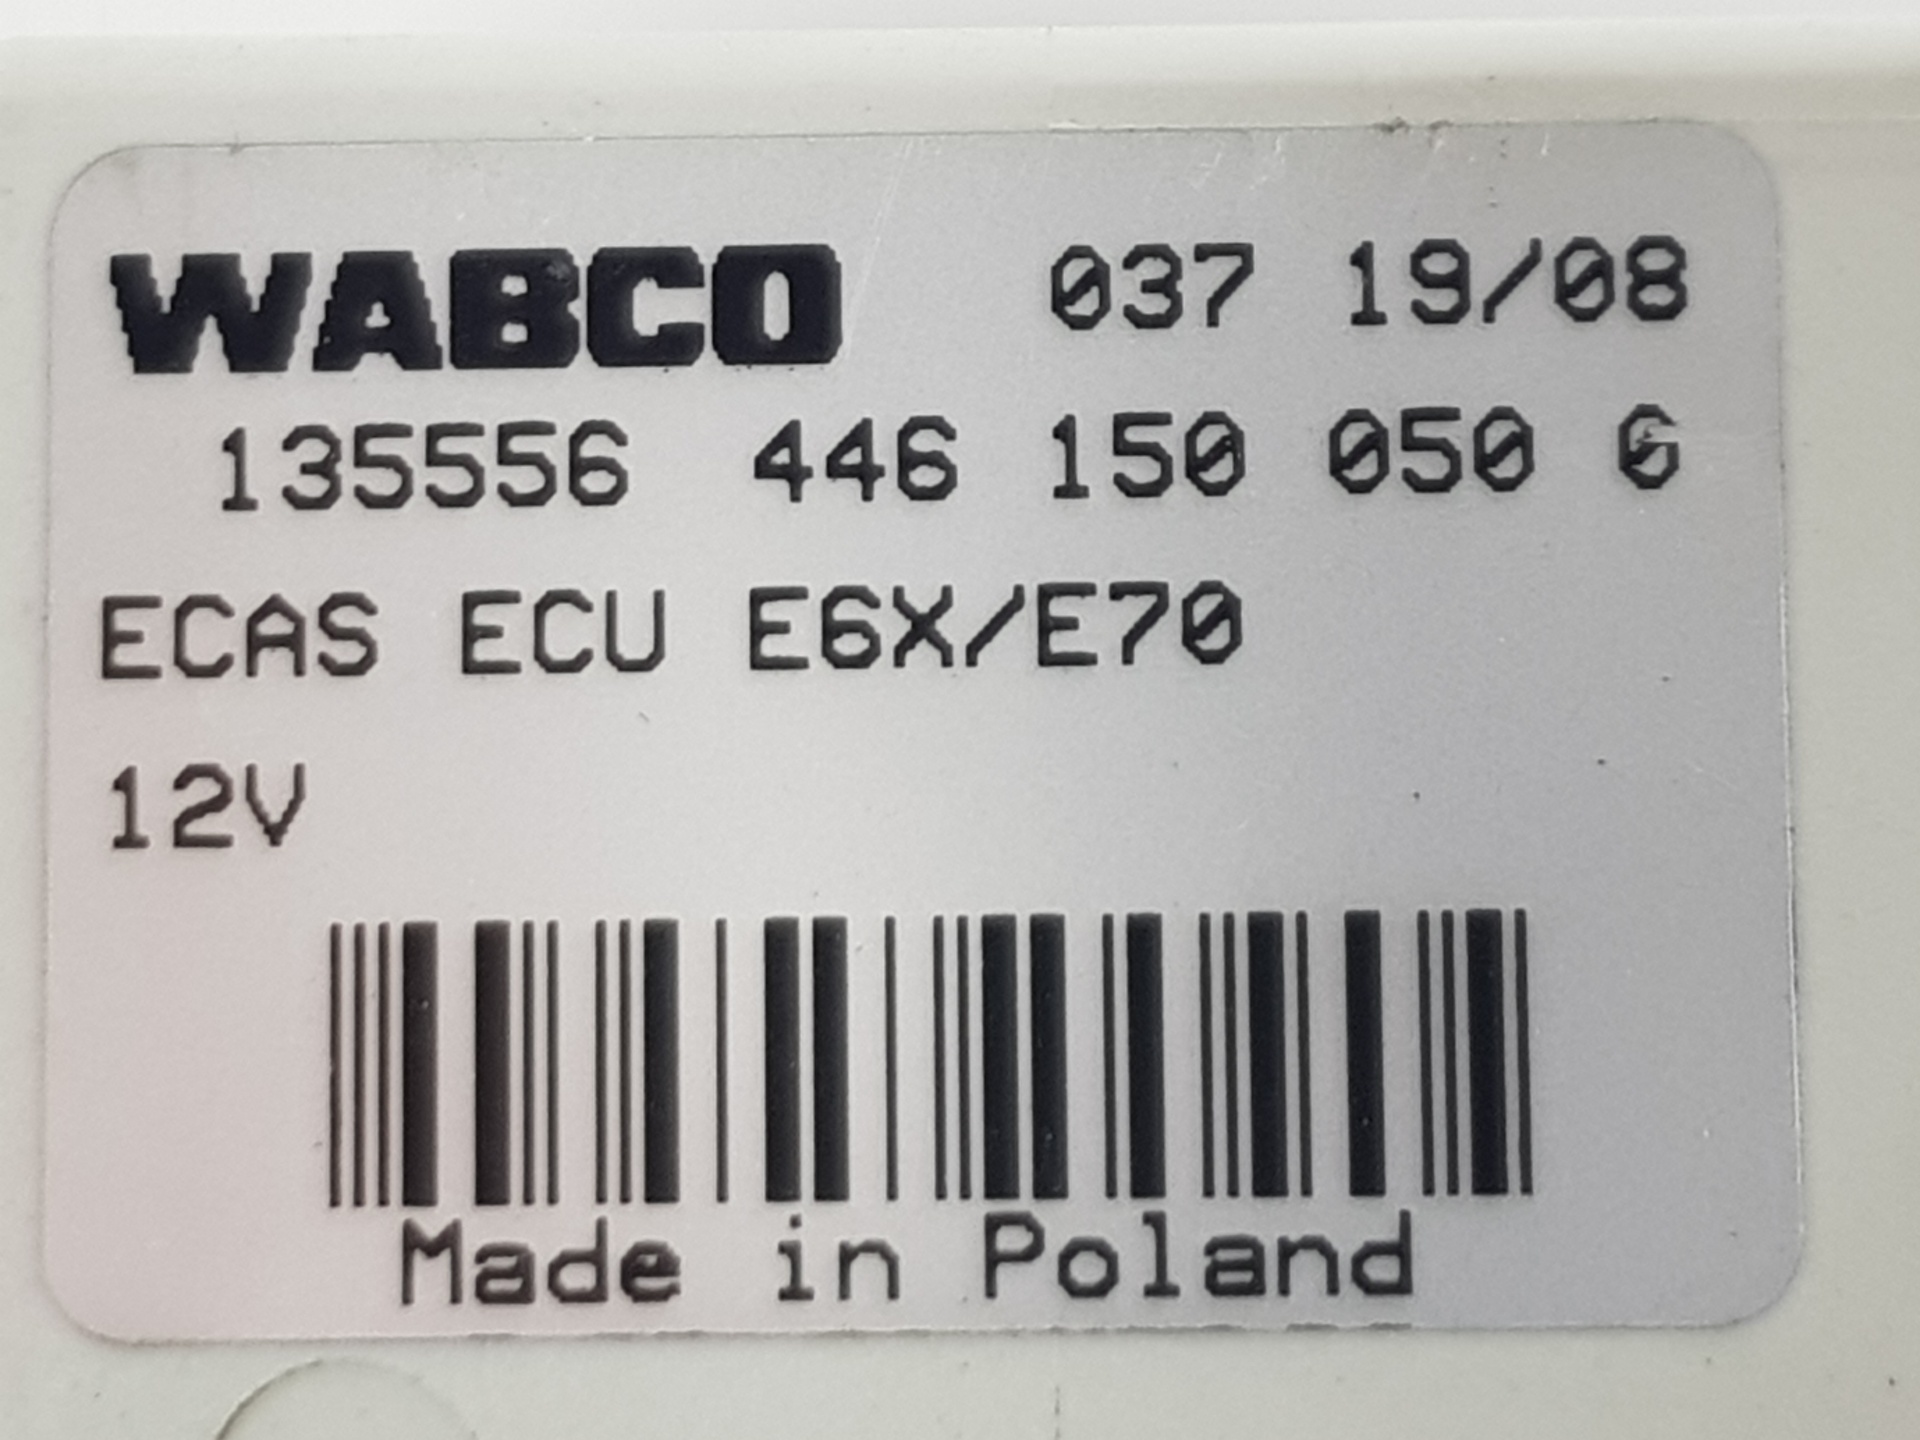 WABCO 037 19/08
135556 446 150 050 G
ECAS ECU E6X/E70
12V
Made in Poland